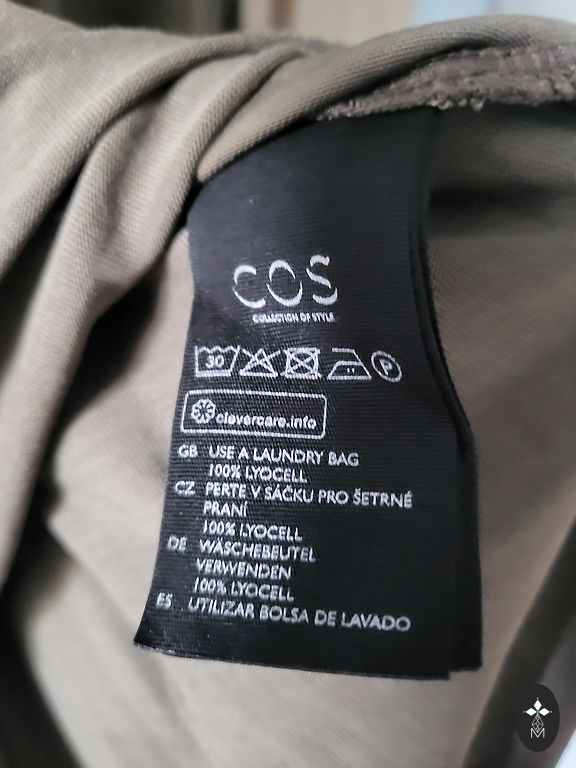 COS
COLLECTION OF STYLE
30 P
clevercare.info
GB USE A LAUNDRY BAG
100% LYOCELL
CZ PERTE V SÁČKU PRO ŠETRNÉ
PRANÍ
100% LYOCELL
DE WÄSCHEBEUTEL
VERWENDEN
100% LYOCELL
ES UTILIZAR BOLSA DE LAVADO
M